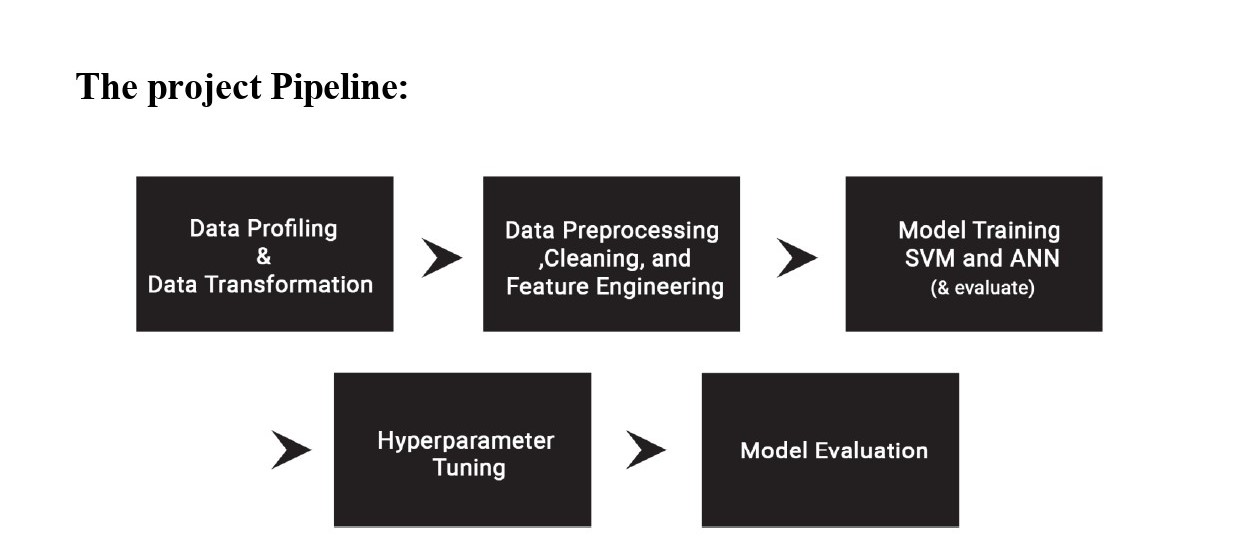 The project Pipeline:
Data Profiling
&
Data Transformation
Data Preprocessing
,Cleaning, and
Feature Engineering
Model Training
SVM and ANN
(& evaluate)
Hyperparameter
Tuning
Model Evaluation